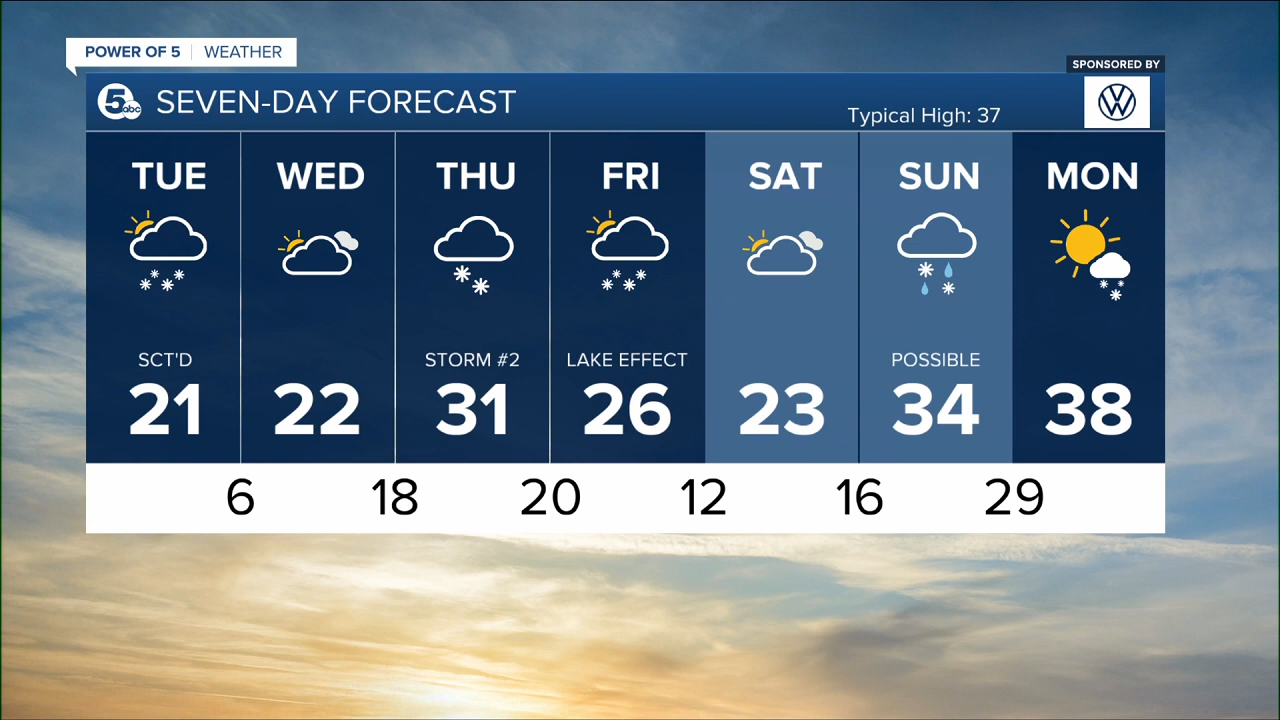 POWER OF 5 | WEATHER
SPONSORED BY
5 abc SEVEN-DAY FORECAST
Typical High: 37
VW
TUE WED THU FRI SAT SUN MON
SCT'D STORM #2 LAKE EFFECT POSSIBLE
21 22 31 26 23 34 38
6 18 20 12 16 29